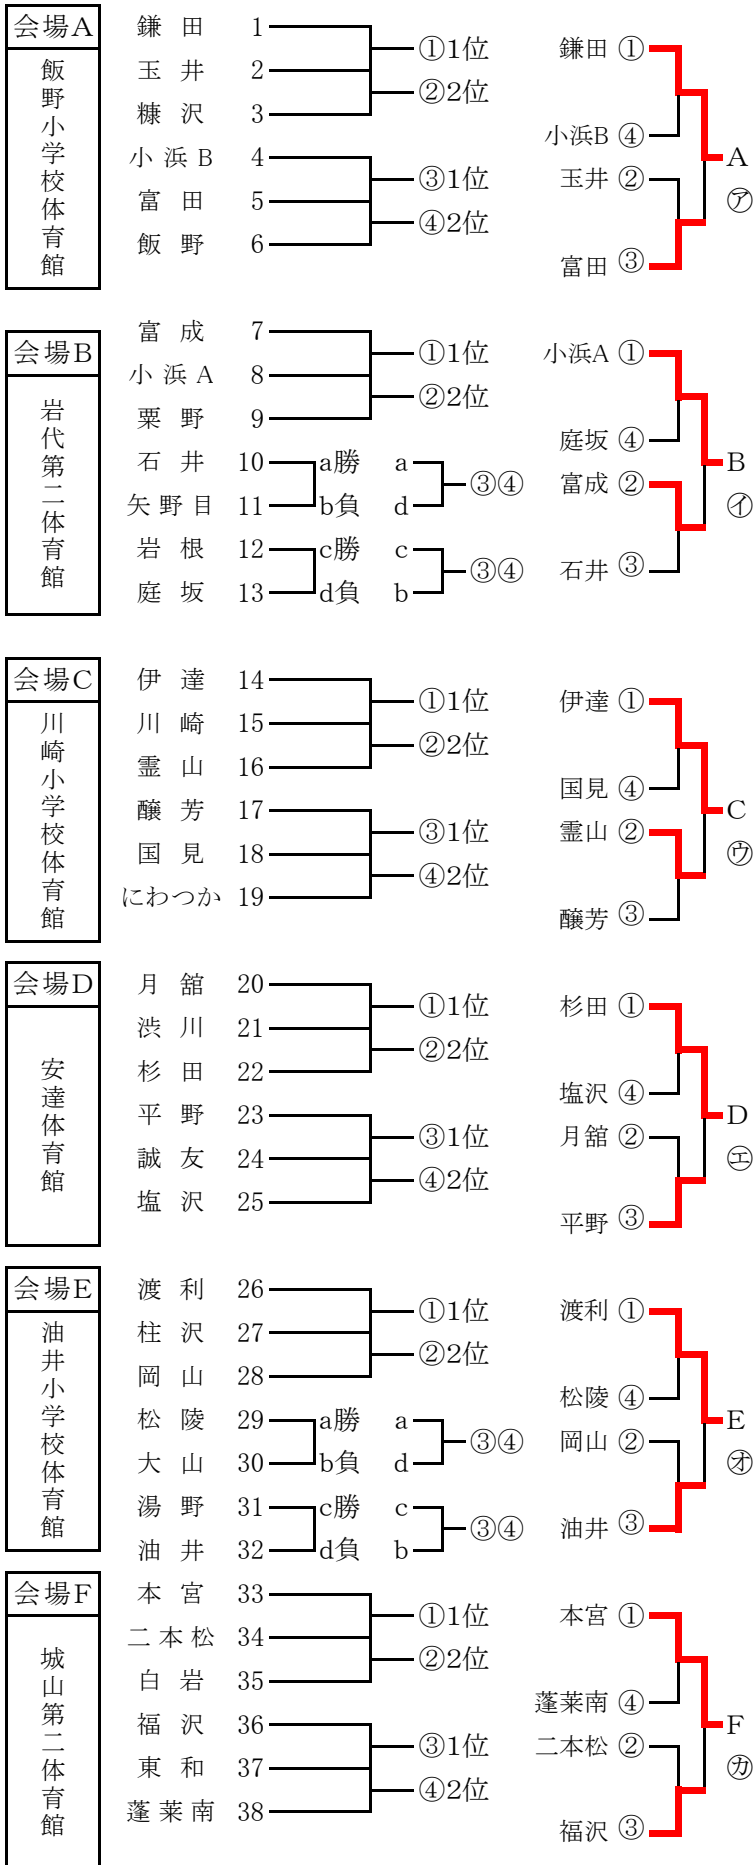 会場A
飯野小学校体育館
鎌田 1
玉井 2
糠沢 3
小浜B 4
富田 5
飯野 6
①1位
②2位
③1位
④2位
鎌田 ①
小浜B ④
玉井 ②
富田 ③
A
㋐
会場B
岩代第二体育館
富成 7
小浜A 8
粟野 9
石井 10
矢野目 11
岩根 12
庭坂 13
①1位
②2位
a勝 a
b負 d
③④
c勝 c
d負 b
③④
小浜A ①
庭坂 ④
富成 ②
石井 ③
B
㋑
会場C
川崎小学校体育館
伊達 14
川崎 15
霊山 16
醸芳 17
国見 18
にわつか 19
①1位
②2位
③1位
④2位
伊達 ①
国見 ④
霊山 ②
醸芳 ③
C
㋒
会場D
安達体育館
月舘 20
渋川 21
杉田 22
平野 23
誠友 24
塩沢 25
①1位
②2位
③1位
④2位
杉田 ①
塩沢 ④
月舘 ②
平野 ③
D
㋓
会場E
油井小学校体育館
渡利 26
柱沢 27
岡山 28
松陵 29
大山 30
湯野 31
油井 32
①1位
②2位
a勝 a
b負 d
③④
c勝 c
d負 b
③④
渡利 ①
松陵 ④
岡山 ②
油井 ③
E
㋔
会場F
城山第二体育館
本宮 33
二本松 34
白岩 35
福沢 36
東和 37
蓬莱南 38
①1位
②2位
③1位
④2位
本宮 ①
蓬莱南 ④
二本松 ②
福沢 ③
F
㋕